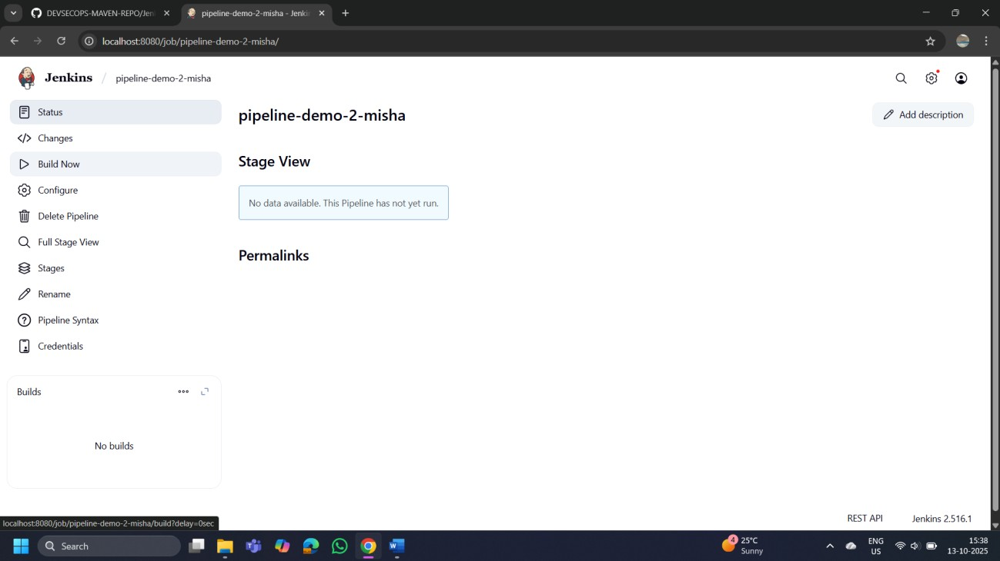 DEVSECOPS-MAVEN-REPO/Jen
pipeline-demo-2-misha - Jenkin
localhost:8080/job/pipeline-demo-2-misha/
Jenkins / pipeline-demo-2-misha
Status
Changes
Build Now
Configure
Delete Pipeline
Full Stage View
Stages
Rename
Pipeline Syntax
Credentials
Builds
No builds
pipeline-demo-2-misha
Add description
Stage View
No data available. This Pipeline has not yet run.
Permalinks
REST API
Jenkins 2.516.1
localhost:8080/job/pipeline-demo-2-misha/build?delay=0sec
Search
4
25°C
Sunny
ENG
US
15:38
13-10-2025